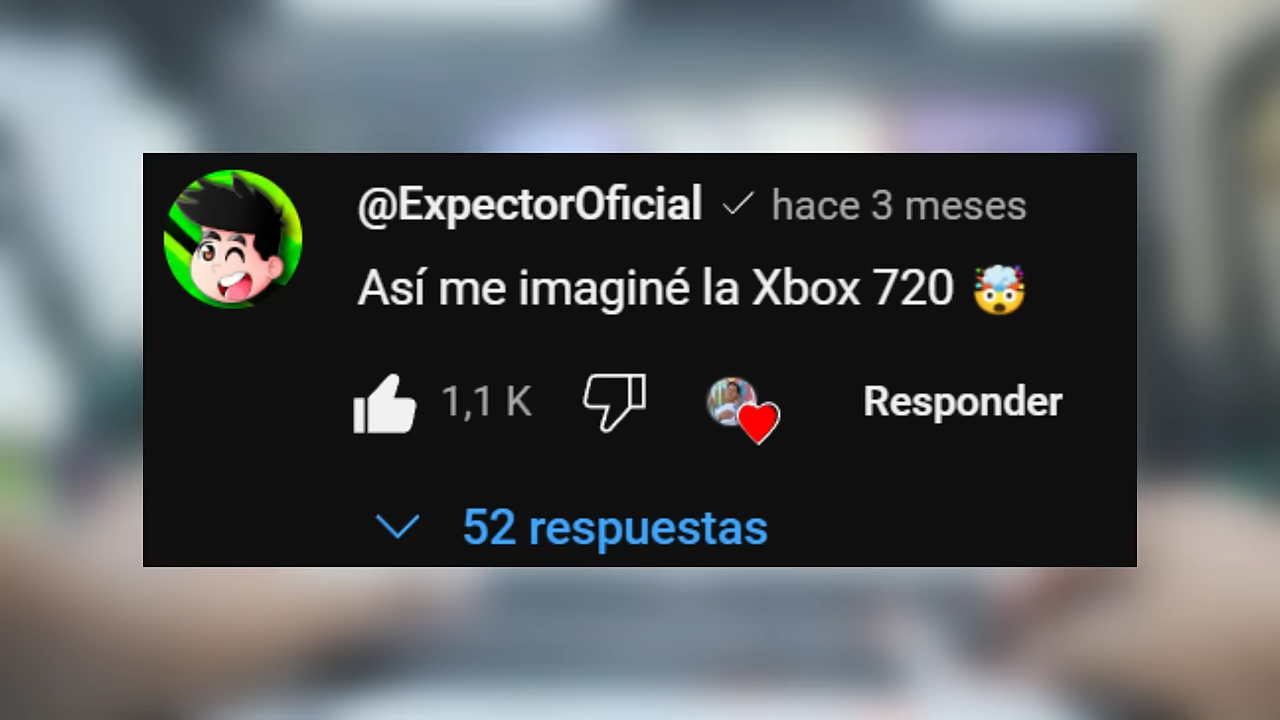 @ExpectorOficial hace 3 meses
Así me imaginé la Xbox 720 🤯
1,1 K Responder
52 respuestas